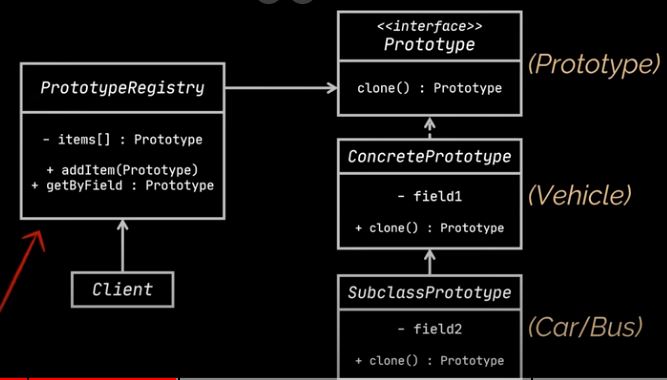 <<interface>>
Prototype
clone() : Prototype
(Prototype)
PrototypeRegistry
- items[] : Prototype
+ addItem(Prototype)
+ getByField : Prototype
ConcretePrototype
- field1
+ clone() : Prototype
(Vehicle)
Client
SubclassPrototype
- field2
+ clone() : Prototype
(Car/Bus)